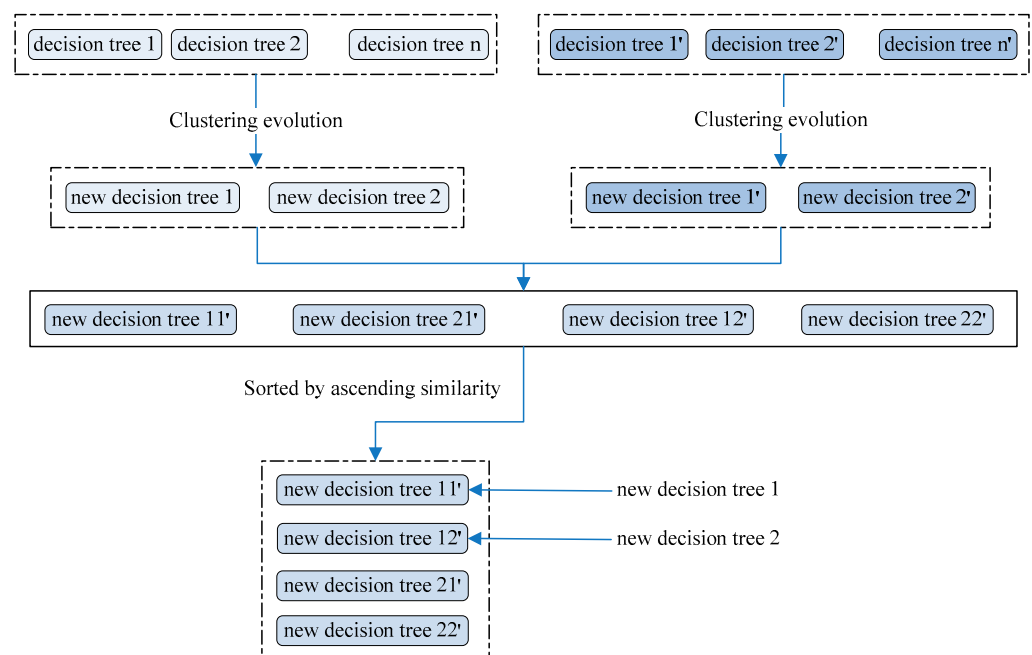 decision tree 1 decision tree 2 decision tree n decision tree 1' decision tree 2' decision tree n'
Clustering evolution Clustering evolution
new decision tree 1 new decision tree 2 new decision tree 1' new decision tree 2'
new decision tree 11' new decision tree 21' new decision tree 12' new decision tree 22'
Sorted by ascending similarity
new decision tree 11' new decision tree 1
new decision tree 12' new decision tree 2
new decision tree 21'
new decision tree 22'